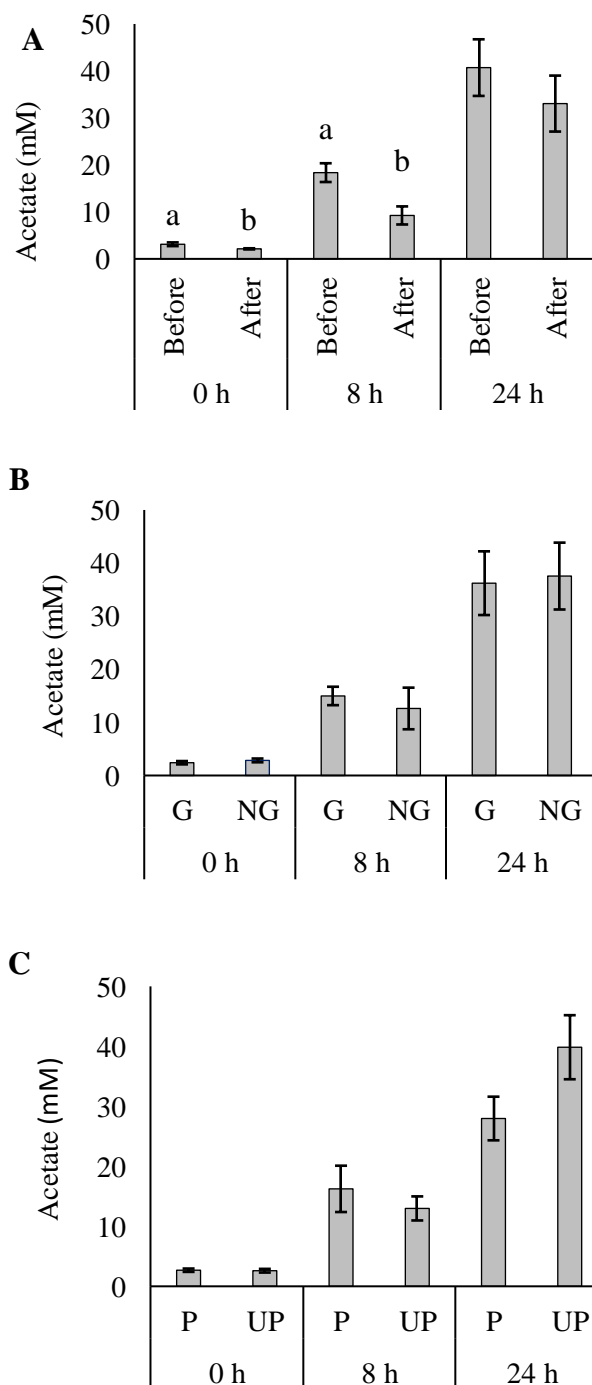 A
Acetate (mM)
50
40
30
20
10
0
a
b
a
b
Before
After
Before
After
Before
After
0 h
8 h
24 h
B
Acetate (mM)
50
40
30
20
10
0
G
NG
G
NG
G
NG
0 h
8 h
24 h
C
Acetate (mM)
50
40
30
20
10
0
P
UP
P
UP
P
UP
0 h
8 h
24 h